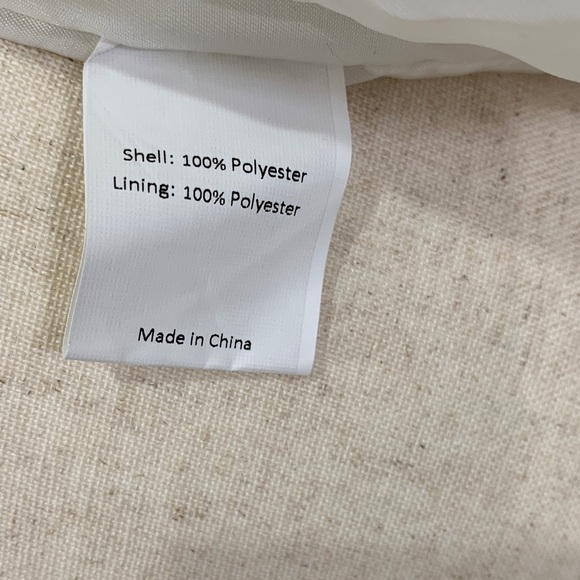 Shell: 100% Polyester
Lining: 100% Polyester
Made in China